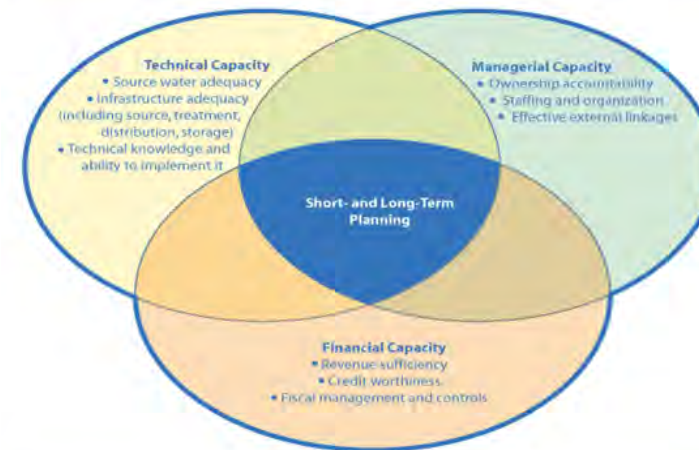 Technical Capacity
• Source water adequacy
• Infrastructure adequacy
(including source, treatment,
distribution, storage)
• Technical knowledge and
ability to implement it
Managerial Capacity
• Ownership accountability
• Staffing and organization
• Effective external linkages
Short- and Long-Term
Planning
Financial Capacity
• Revenue sufficiency
• Credit worthiness
• Fiscal management and controls